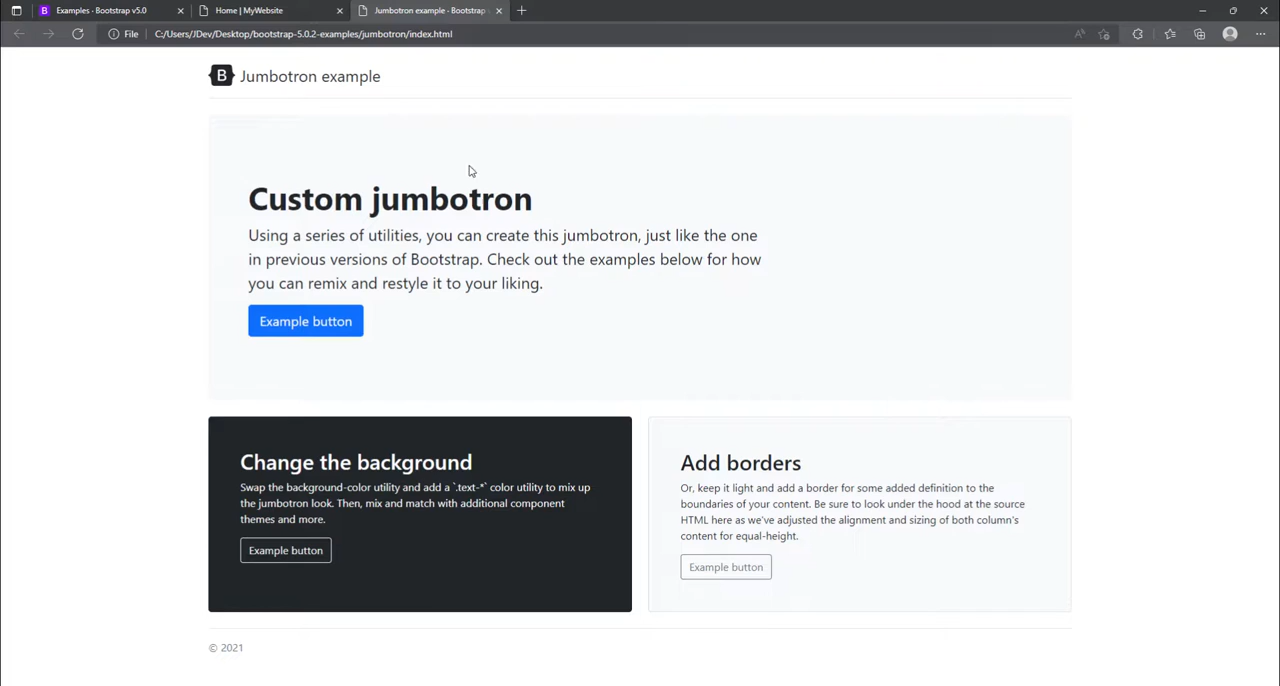 Examples · Bootstrap v5.0
Home | MyWebsite
Jumbotron example · Bootstrap
File
C:/Users/JDev/Desktop/bootstrap-5.0.2-examples/jumbotron/index.html
B Jumbotron example
Custom jumbotron
Using a series of utilities, you can create this jumbotron, just like the one
in previous versions of Bootstrap. Check out the examples below for how
you can remix and restyle it to your liking.
Example button
Change the background
Swap the background-color utility and add a `.text-*` color utility to mix up
the jumbotron look. Then, mix and match with additional component
themes and more.
Example button
Add borders
Or, keep it light and add a border for some added definition to the
boundaries of your content. Be sure to look under the hood at the source
HTML here as we've adjusted the alignment and sizing of both column's
content for equal-height.
Example button
© 2021